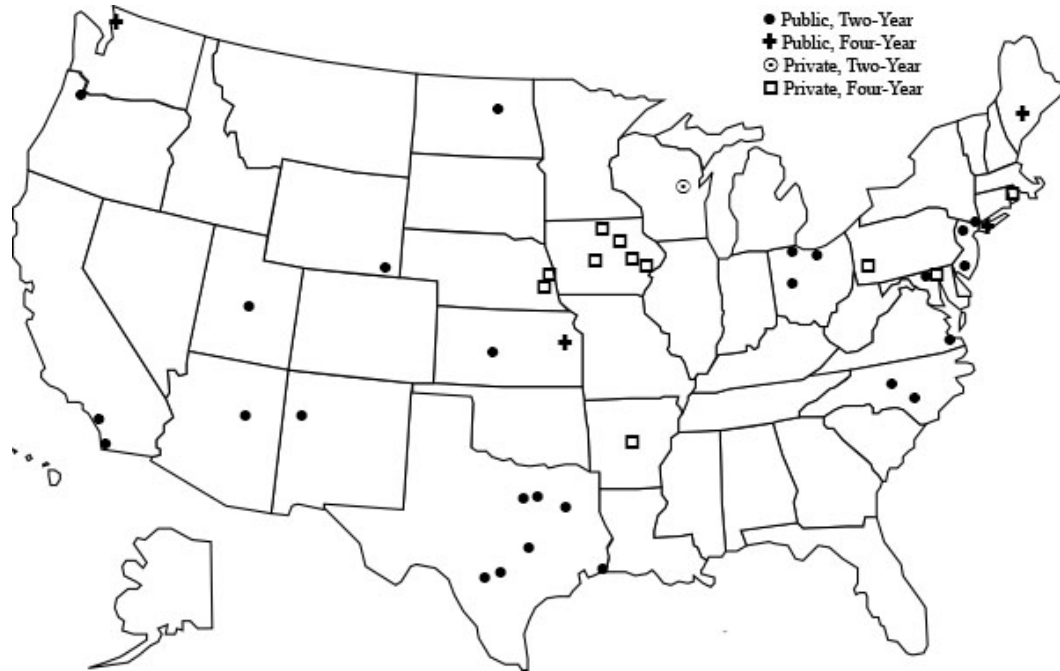 Public, Two-Year
Public, Four-Year
Private, Two-Year
Private, Four-Year